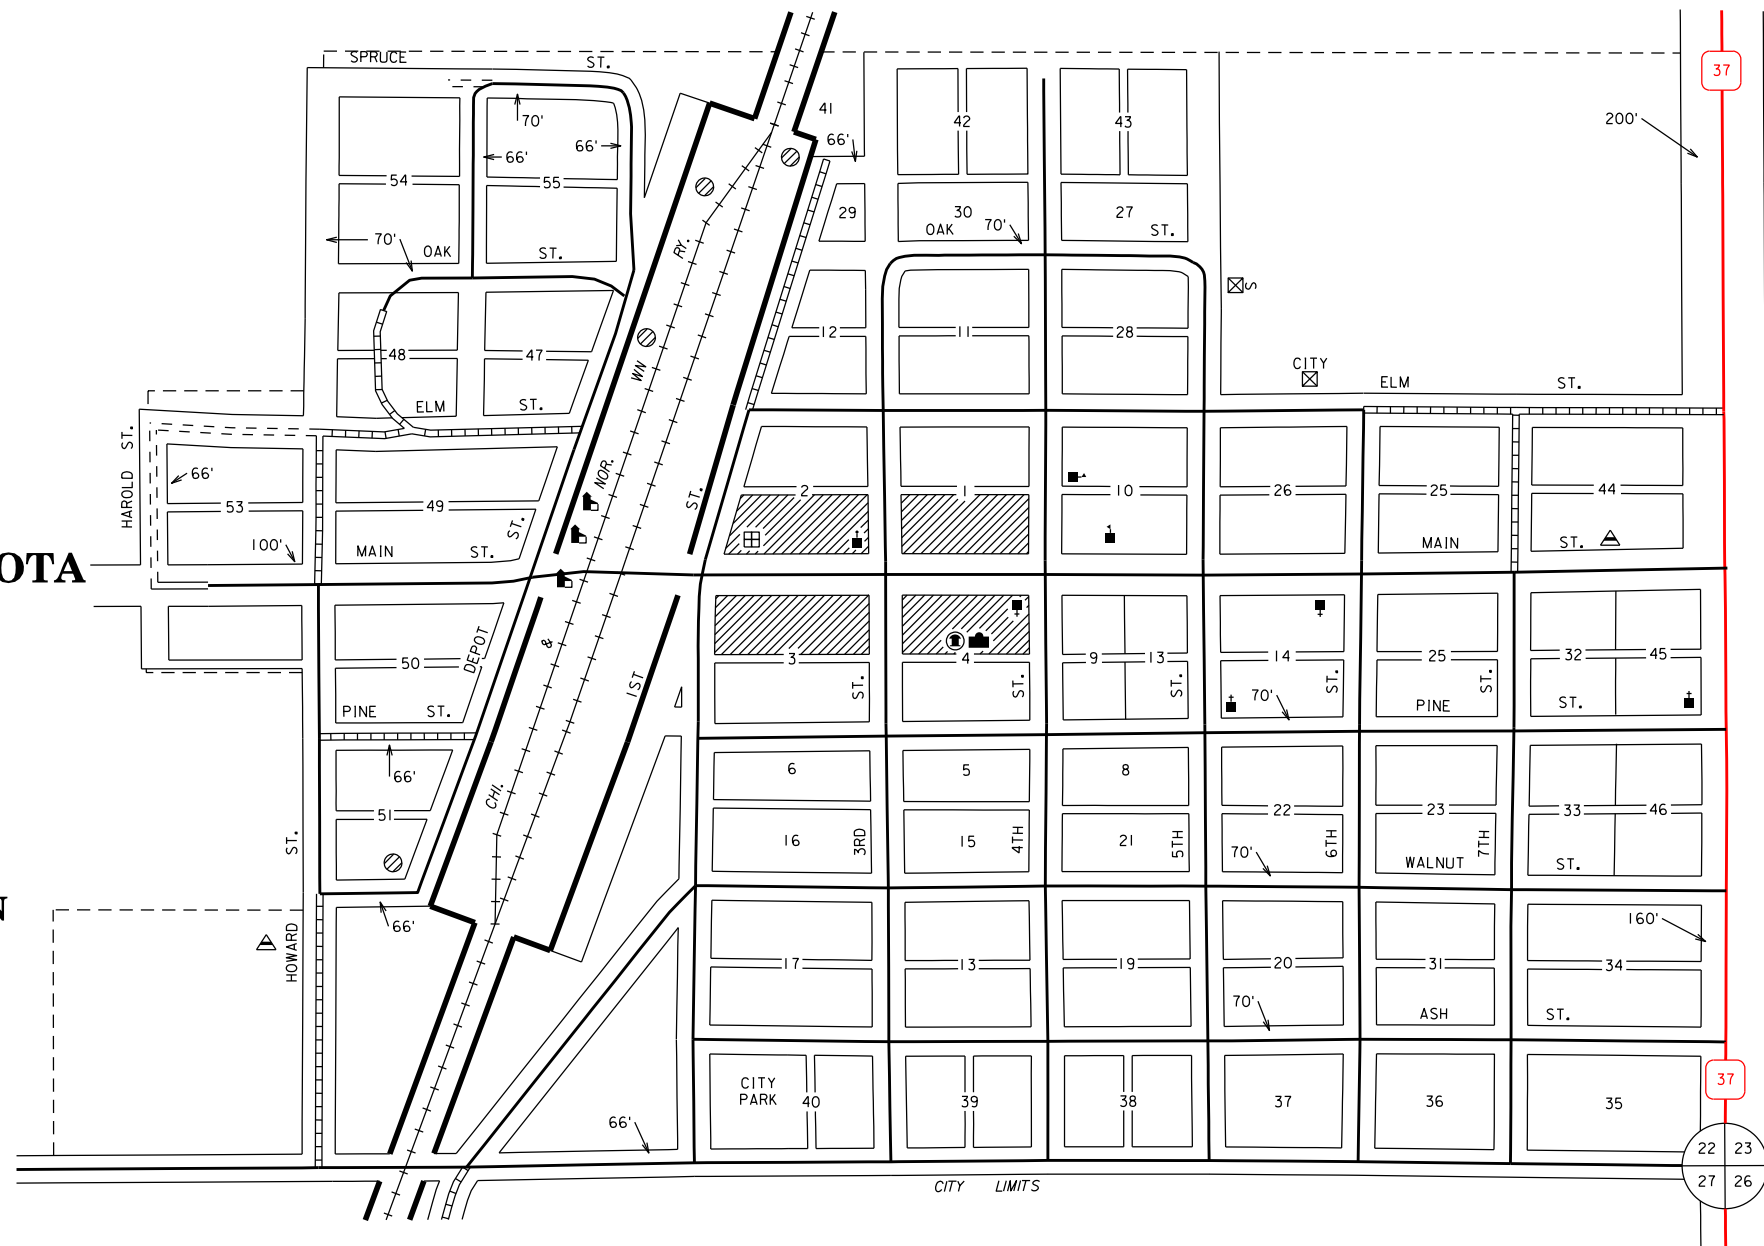 SPRUCE ST.
37
41
66'
42
43
200'
70'
66'
66'
54
55
29
30
27
OAK
70'
ST.
70'
OAK
ST.
RY.
S
12
11
28
48
47
WN
CITY
ELM
ST.
ELM
ST.
HAROLD ST.
66'
53
49
NOR.
ST.
2
1
10
26
25
44
100'
MAIN
ST.
ST.
MAIN
ST.
OTA
50
DEPOT
&
1ST
3
4
9
13
14
25
32
45
PINE
ST.
ST.
ST.
ST.
70'
ST.
PINE
ST.
ST.
66'
51
CHI.
6
5
8
22
23
33
46
ST.
16
3RD
15
4TH
21
5TH
70'
6TH
WALNUT
7TH
ST.
N
66'
HOWARD
160'
17
13
19
20
31
34
70'
ASH
ST.
CITY
PARK
40
39
38
37
36
35
37
66'
22
23
27
26
CITY LIMITS